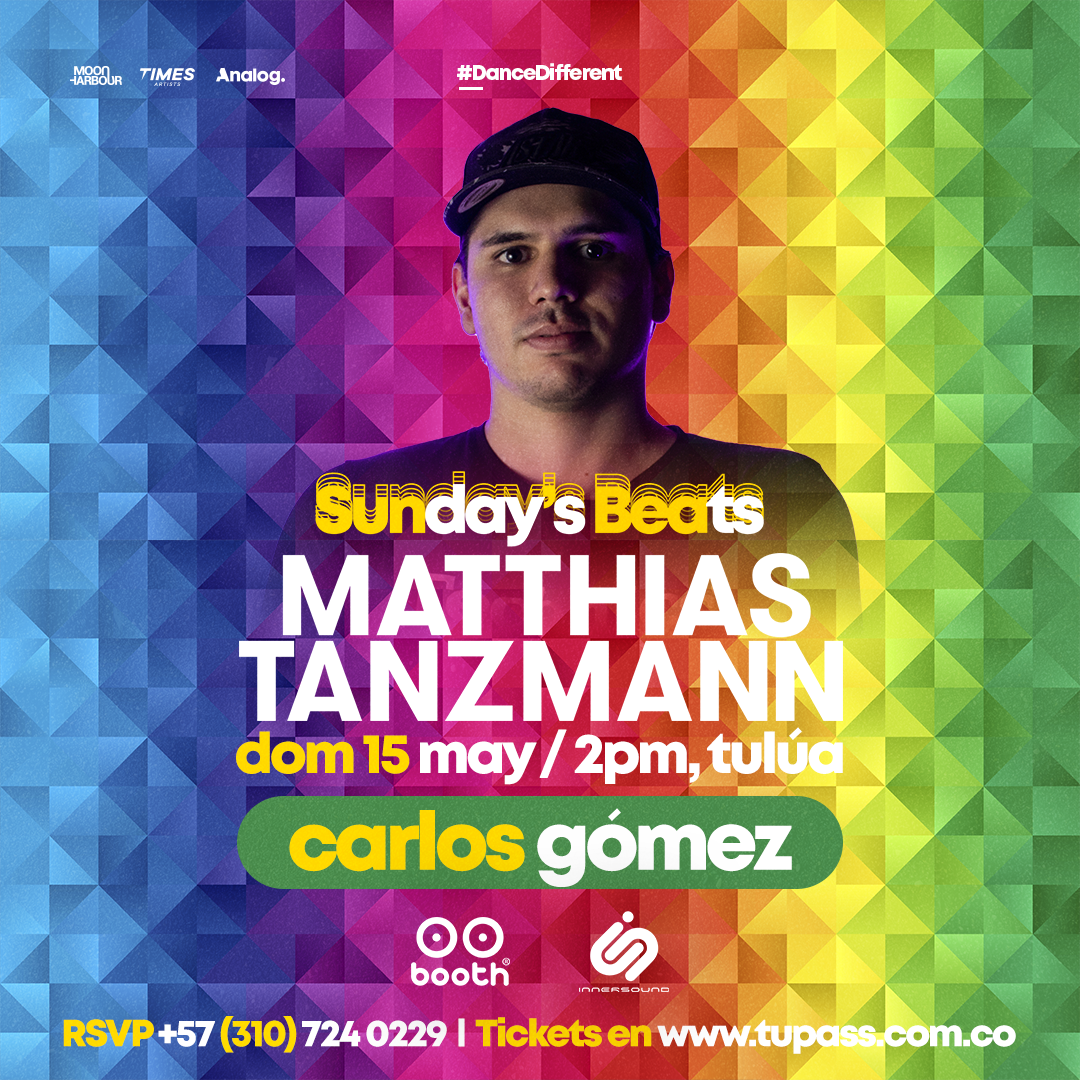 MOON HARBOUR
TIMES ARTISTS
Analog.
#DanceDifferent
Sunday's Beats
MATTHIAS
TANZMANN
dom 15 may / 2pm, tulúa
carlos gómez
booth®
INNERSOUND
RSVP +57 (310) 724 0229 | Tickets en www.tupass.com.co